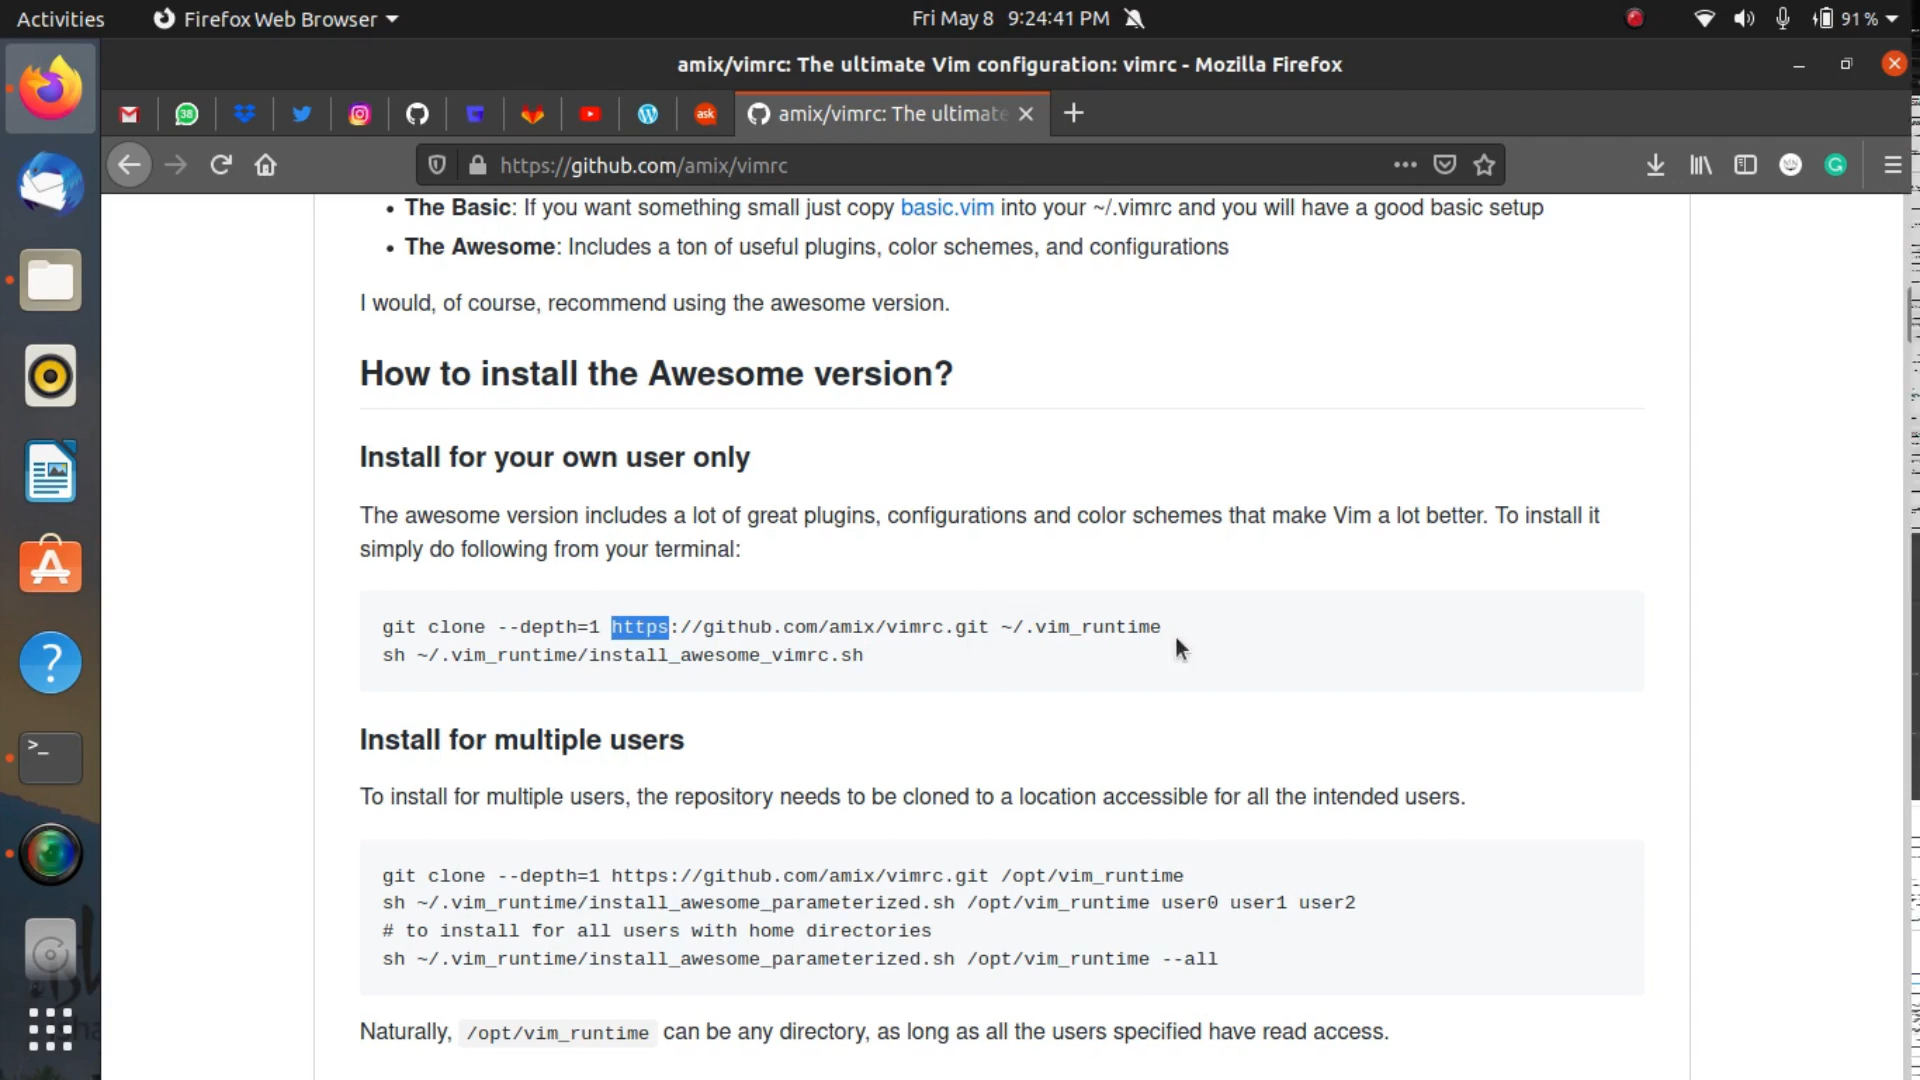 Activities
Firefox Web Browser
Fri May 8 9:24:41 PM
91 %
amix/vimrc: The ultimate Vim configuration: vimrc - Mozilla Firefox
38
ask
amix/vimrc: The ultimate
https://github.com/amix/vimrc
• The Basic: If you want something small just copy basic.vim into your ~/.vimrc and you will have a good basic setup
• The Awesome: Includes a ton of useful plugins, color schemes, and configurations
I would, of course, recommend using the awesome version.
How to install the Awesome version?
Install for your own user only
The awesome version includes a lot of great plugins, configurations and color schemes that make Vim a lot better. To install it
simply do following from your terminal:
git clone --depth=1 https://github.com/amix/vimrc.git ~/.vim_runtime
sh ~/.vim_runtime/install_awesome_vimrc.sh
Install for multiple users
To install for multiple users, the repository needs to be cloned to a location accessible for all the intended users.
git clone --depth=1 https://github.com/amix/vimrc.git /opt/vim_runtime
sh ~/.vim_runtime/install_awesome_parameterized.sh /opt/vim_runtime user0 user1 user2
# to install for all users with home directories
sh ~/.vim_runtime/install_awesome_parameterized.sh /opt/vim_runtime --all
Naturally, /opt/vim_runtime can be any directory, as long as all the users specified have read access.